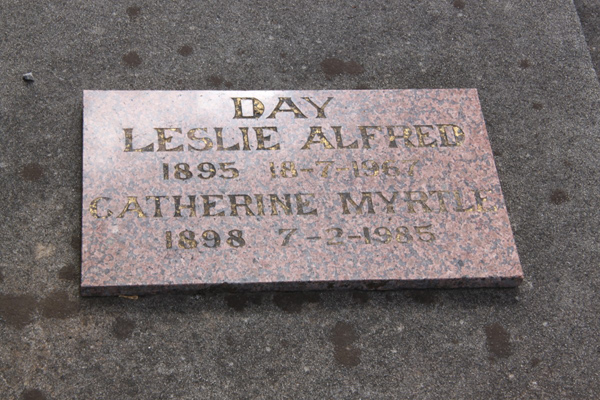 DAY
LESLIE ALFRED
1895 18-7-1967
CATHERINE MYRTLE
1898 7-2-1985